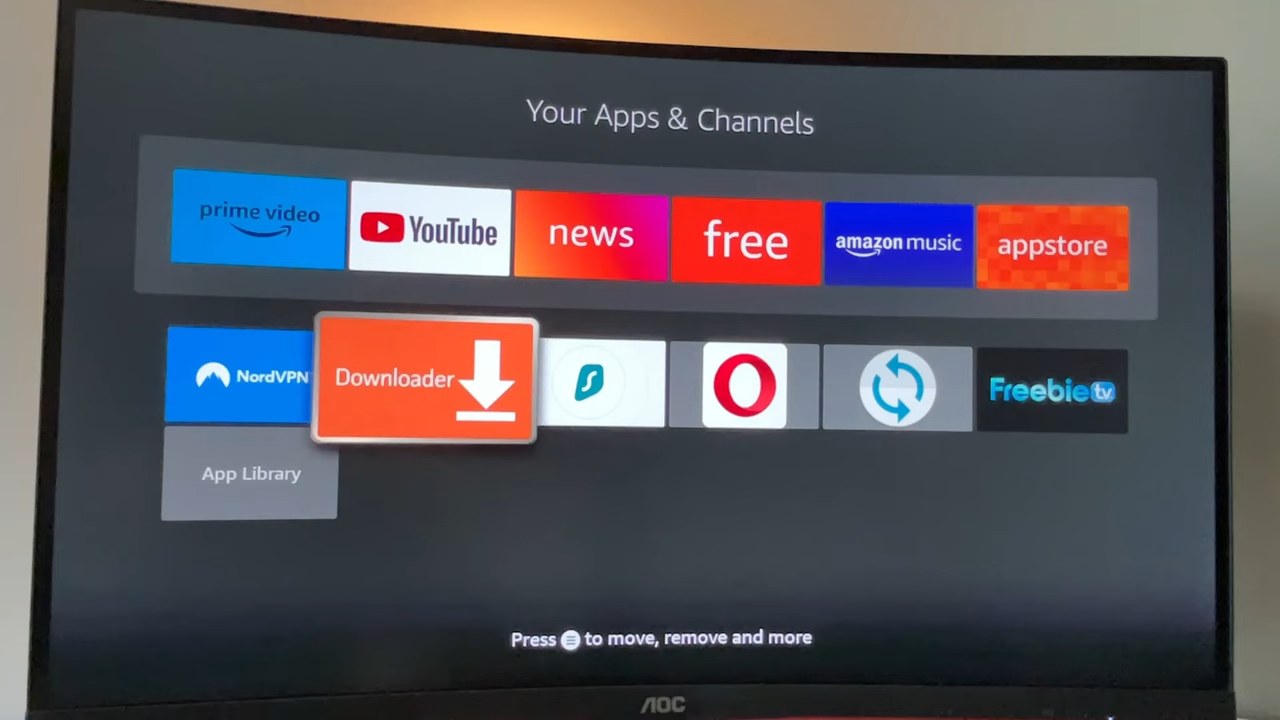 Your Apps & Channels
prime video
YouTube
news
free
amazon music
appstore
NordVPN
Downloader
Freebie tv
App Library
Press to move, remove and more
AOC